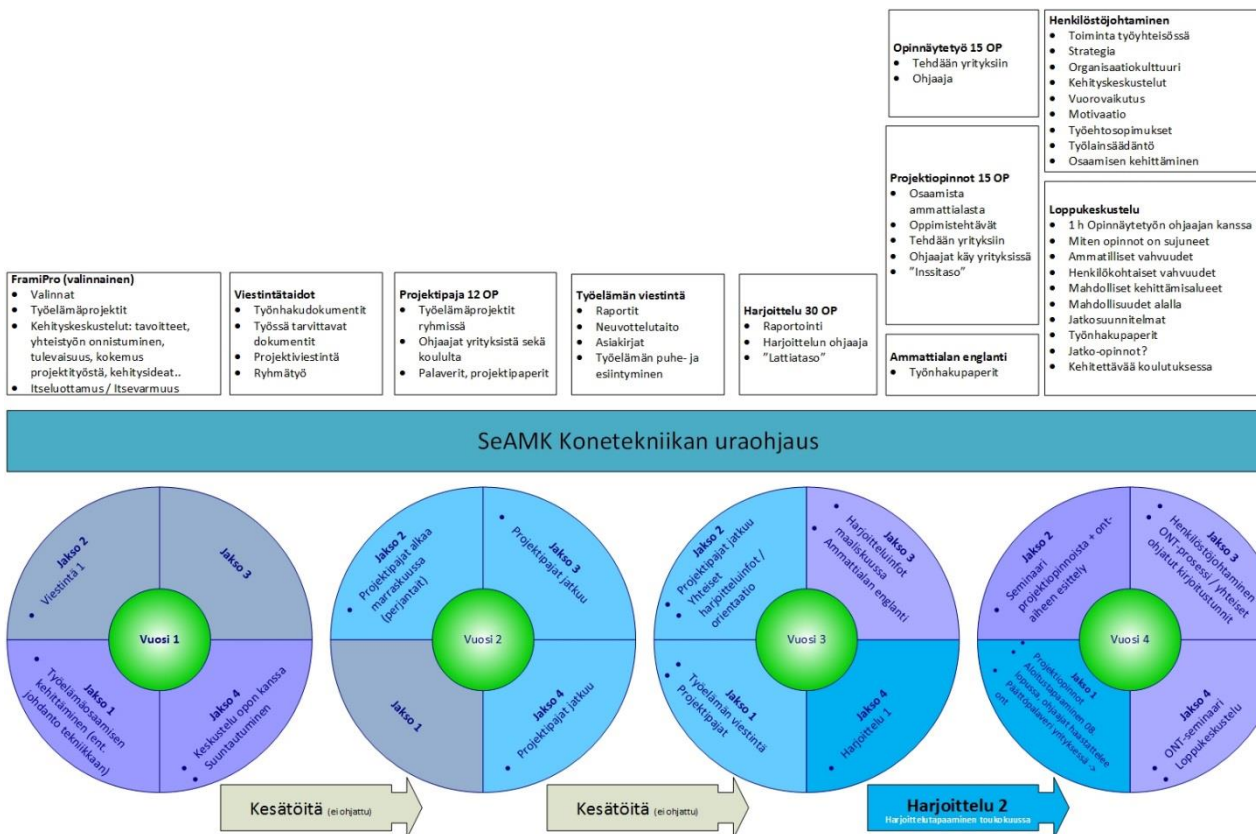 FramiPro (valinnainen)
• Valinnat
• Työelämäprojektit
• Kehityskeskustelut: tavoitteet,
yhteistyön onnistuminen,
tulevaisuus, kokemus
projektityöstä, kehitysideat..
• Itseluottamus / Itsevarmuus
Viestintätaidot
• Työnhakudokumentit
• Työssä tarvittavat
dokumentit
• Projektiviestintä
• Ryhmätyö
Projektipaja 12 OP
• Työelämäprojektit
ryhmissä
• Ohjaajat yrityksistä sekä
koululta
• Palaverit, projektipaperit
Työelämän viestintä
• Raportit
• Neuvottelutaito
• Asiakirjat
• Työelämän puhe- ja
esiintyminen
Harjoittelu 30 OP
• Raportointi
• Harjoittelun ohjaaja
• ”Lattiataso”
Opinnäytetyö 15 OP
• Tehdään yrityksiin
• Ohjaaja
Projektiopinnot 15 OP
• Osaamista
ammattialasta
• Oppimistehtävät
• Tehdään yrityksiin
• Ohjaajat käy yrityksissä
• ”Inssitaso”
Ammattialan englanti
• Työnhakupaperit
Henkilöstöjohtaminen
• Toiminta työyhteisössä
• Strategia
• Organisaatiokulttuuri
• Kehityskeskustelut
• Vuorovaikutus
• Motivaatio
• Työehtosopimukset
• Työlainsäädäntö
• Osaamisen kehittäminen
Loppukeskustelu
• 1 h Opinnäytetyön ohjaajan kanssa
• Miten opinnot on sujuneet
• Ammatilliset vahvuudet
• Henkilökohtaiset vahvuudet
• Mahdolliset kehittämisalueet
• Mahdollisuudet alalla
• Jatkosuunnitelmat
• Työnhakupaperit
• Jatko-opinnot?
• Kehitettävää koulutuksessa
SeAMK Konetekniikan uraohjaus
Vuosi 1
Jakso 1
• Työelämäosaamisen
kehittäminen (ent.
johdanto tekniikkaan)
Jakso 2
• Viestintä 1
Jakso 3
Jakso 4
• Keskustelu opon kanssa
• Suuntautuminen
Kesätöitä (ei ohjattu)
Vuosi 2
Jakso 1
Jakso 2
• Projektipajat alkaa
marraskuussa
(perjantait)
Jakso 3
• Projektipajat jatkuu
Jakso 4
• Projektipajat jatkuu
Kesätöitä (ei ohjattu)
Vuosi 3
Jakso 1
• Työelämän viestintä
• Projektipajat
Jakso 2
• Projektipajat jatkuu
• Yhteiset
harjoitteluinfot /
orientaatio
Jakso 3
• Harjoitteluinfot
maaliskuussa
• Ammattialan englanti
Jakso 4
• Harjoittelu 1
Harjoittelu 2
Harjoittelutapaaminen toukokuussa
Vuosi 4
Jakso 1
• Projektiopinnot
• Aloitustapaaminen 08.
lopussa, ohjaajat haastattelee
• Päättöpalaveri yrityksessä ->
ont
Jakso 2
• Seminaari
projektiopinnoista + ont-
aiheen esittely
Jakso 3
• Henkilöstöjohtaminen
• ONT-prosessi / yhteiset
ohjatut kirjoitustunnit
Jakso 4
• ONT-seminaari
• Loppukeskustelu